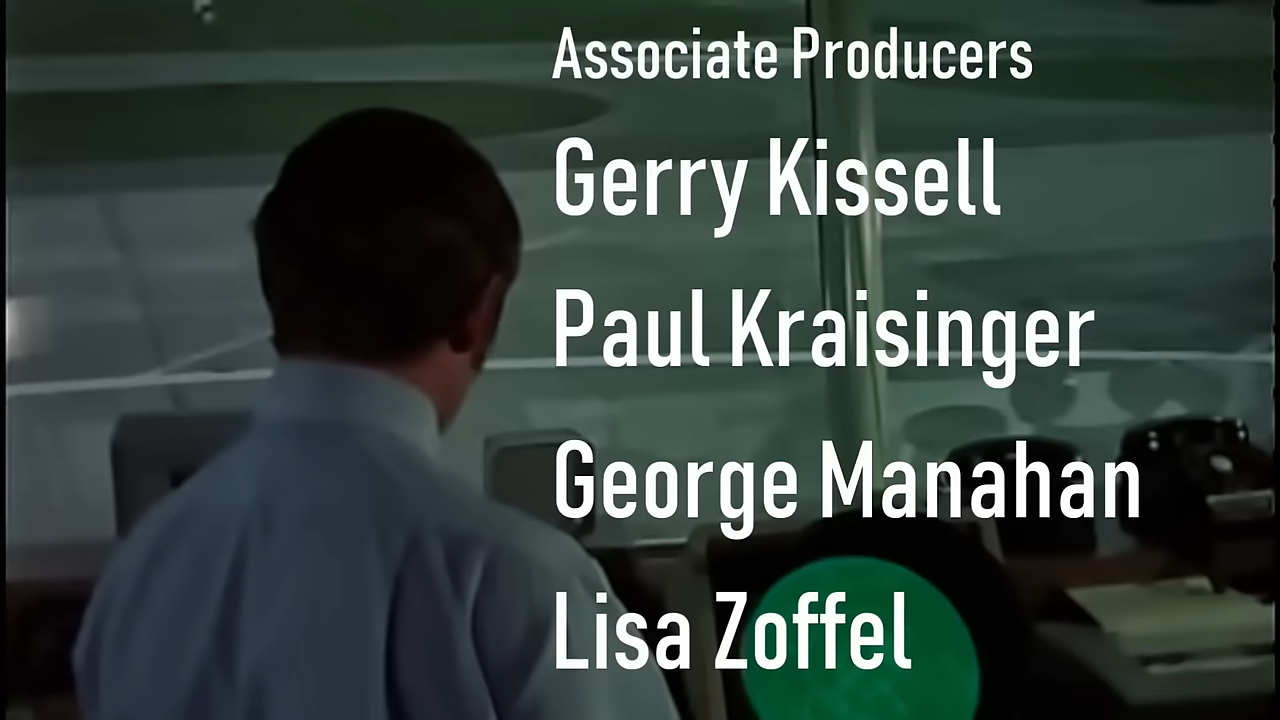 Associate Producers
Gerry Kissell
Paul Kraisinger
George Manahan
Lisa Zoffel